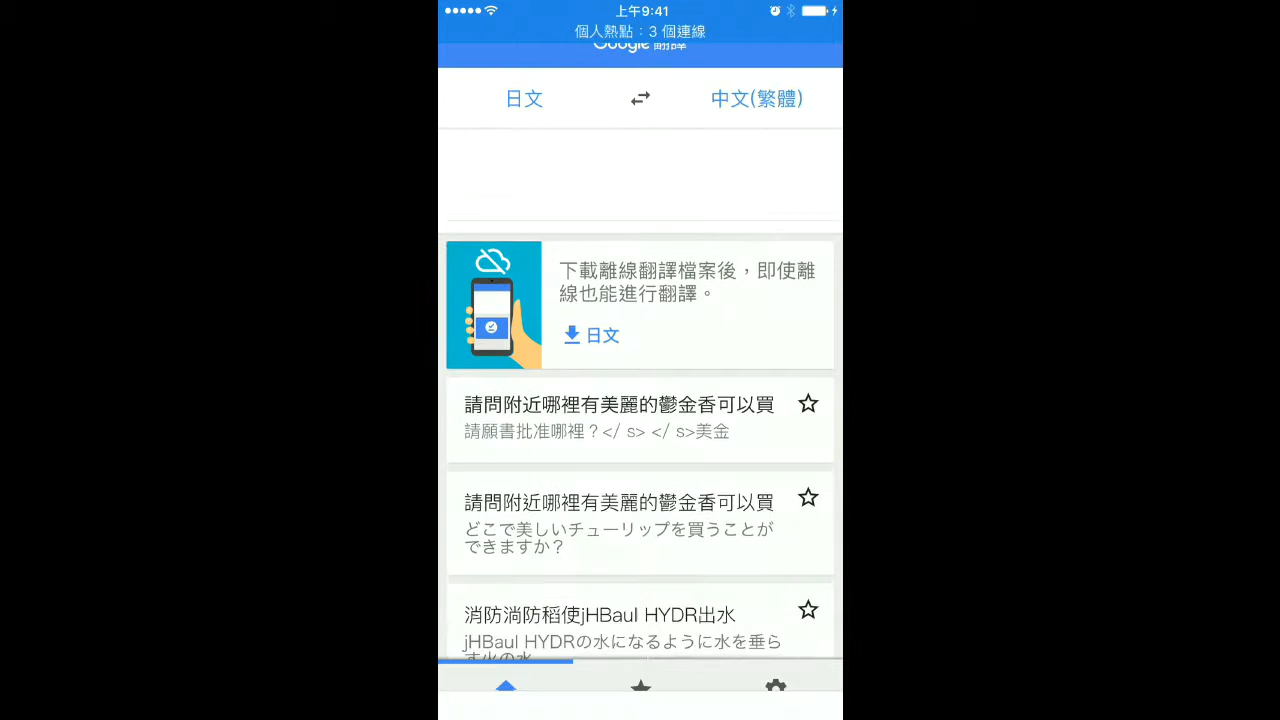 上午9:41
個人熱點：3 個連線
Google 翻譯
日文
中文(繁體)
下載離線翻譯檔案後，即使離
線也能進行翻譯。
日文
請問附近哪裡有美麗的鬱金香可以買
請願書批准哪裡？</ s> </ s>美金
請問附近哪裡有美麗的鬱金香可以買
どこで美しいチューリップを買うことが
できますか？
消防淌防稻使jHBaul HYDR出水
jHBaul HYDRの水になるように水を垂ら
す火の水